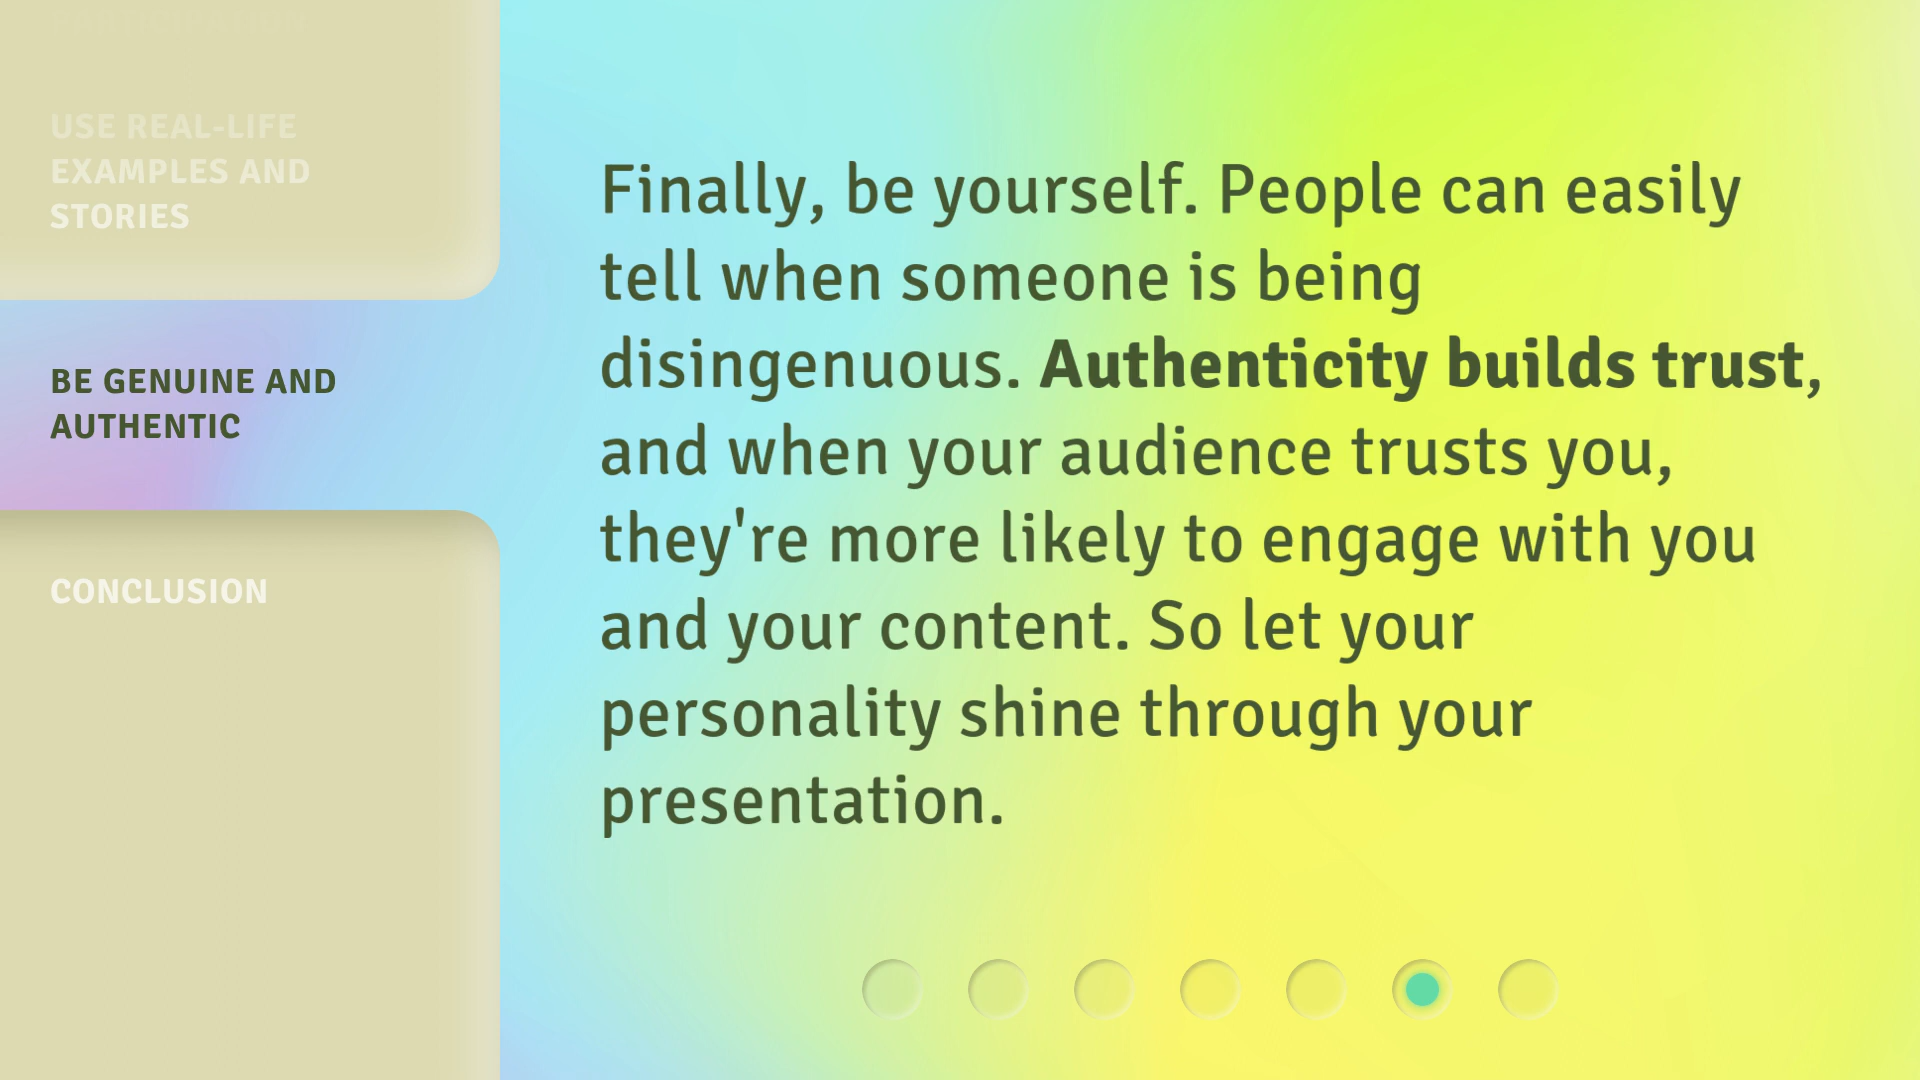 USE REAL-LIFE
EXAMPLES AND
STORIES
BE GENUINE AND
AUTHENTIC
CONCLUSION
Finally, be yourself. People can easily
tell when someone is being
disingenuous. Authenticity builds trust,
and when your audience trusts you,
they're more likely to engage with you
and your content. So let your
personality shine through your
presentation.